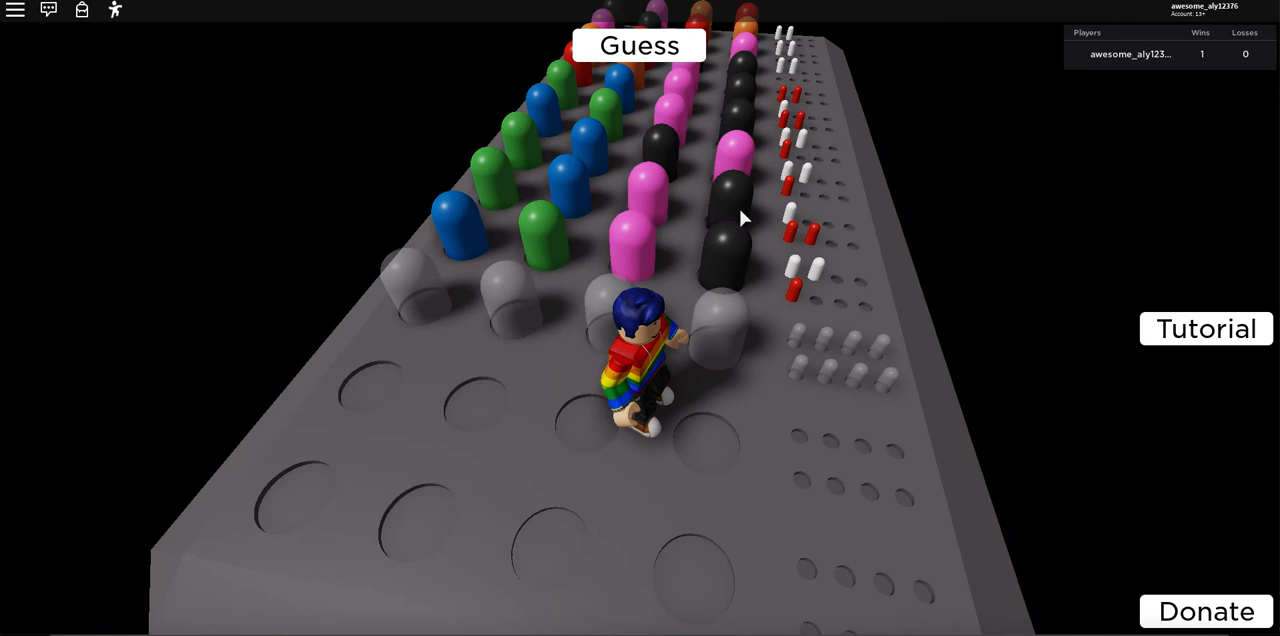 awesome_aly12376
Account: 13+
Players Wins Losses
awesome_aly123... 1 0
Guess
Tutorial
Donate